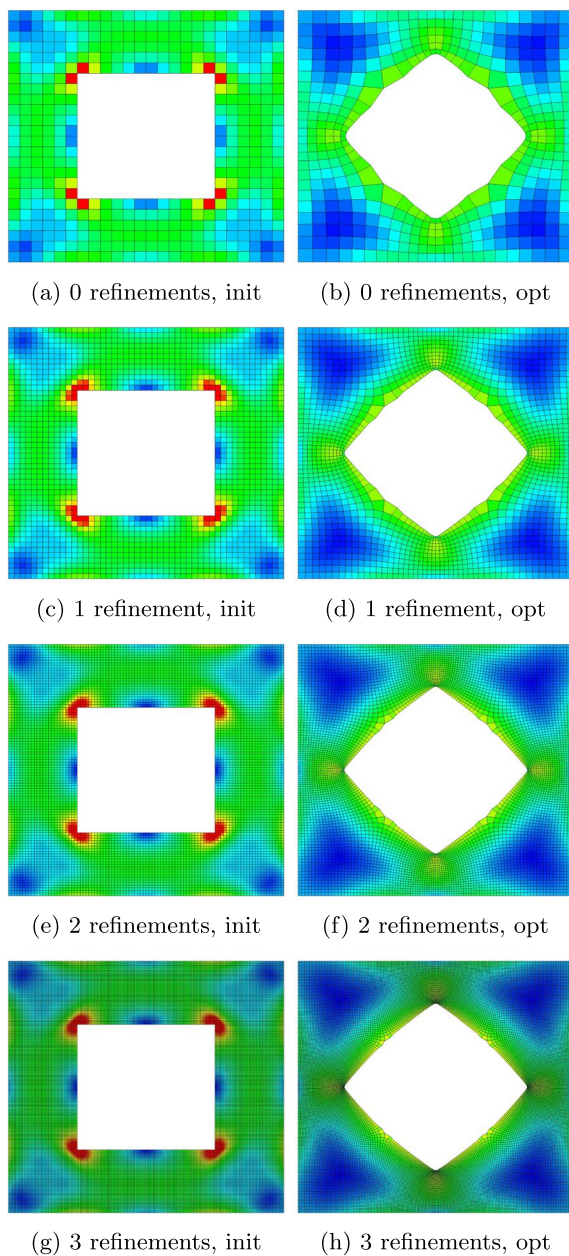 (a) 0 refinements, init
(b) 0 refinements, opt
(c) 1 refinement, init
(d) 1 refinement, opt
(e) 2 refinements, init
(f) 2 refinements, opt
(g) 3 refinements, init
(h) 3 refinements, opt